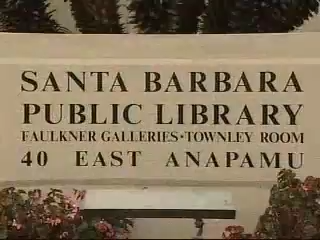 SANTA BARBARA
PUBLIC LIBRARY
FAULKNER GALLERIES·TOWNLEY ROOM
40 EAST ANAPAMU